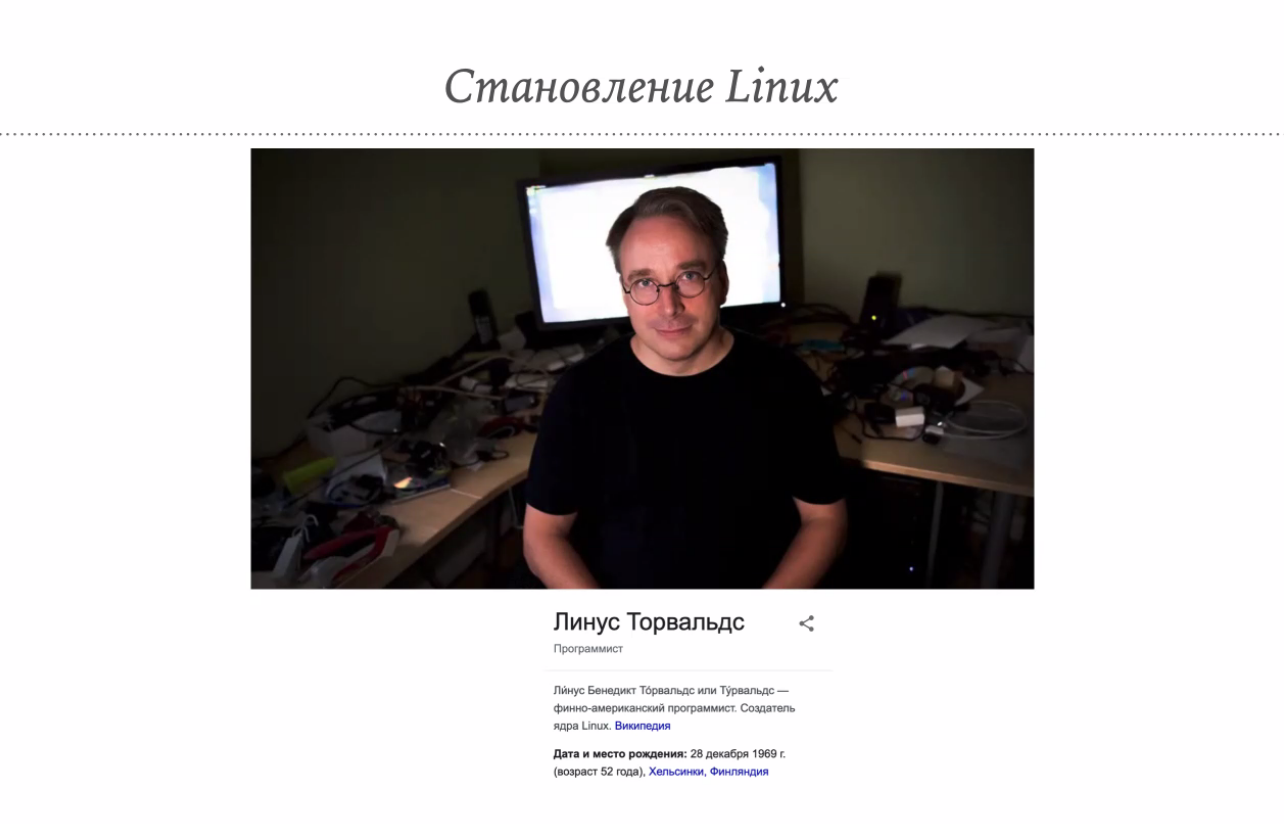 Становление Linux
Линус Торвальдс
Программист
Ли́нус Бенедикт То́рвальдс или Ту́рвальдс —
финно-американский программист. Создатель
ядра Linux. Википедия
Дата и место рождения: 28 декабря 1969 г.
(возраст 52 года), Хельсинки, Финляндия